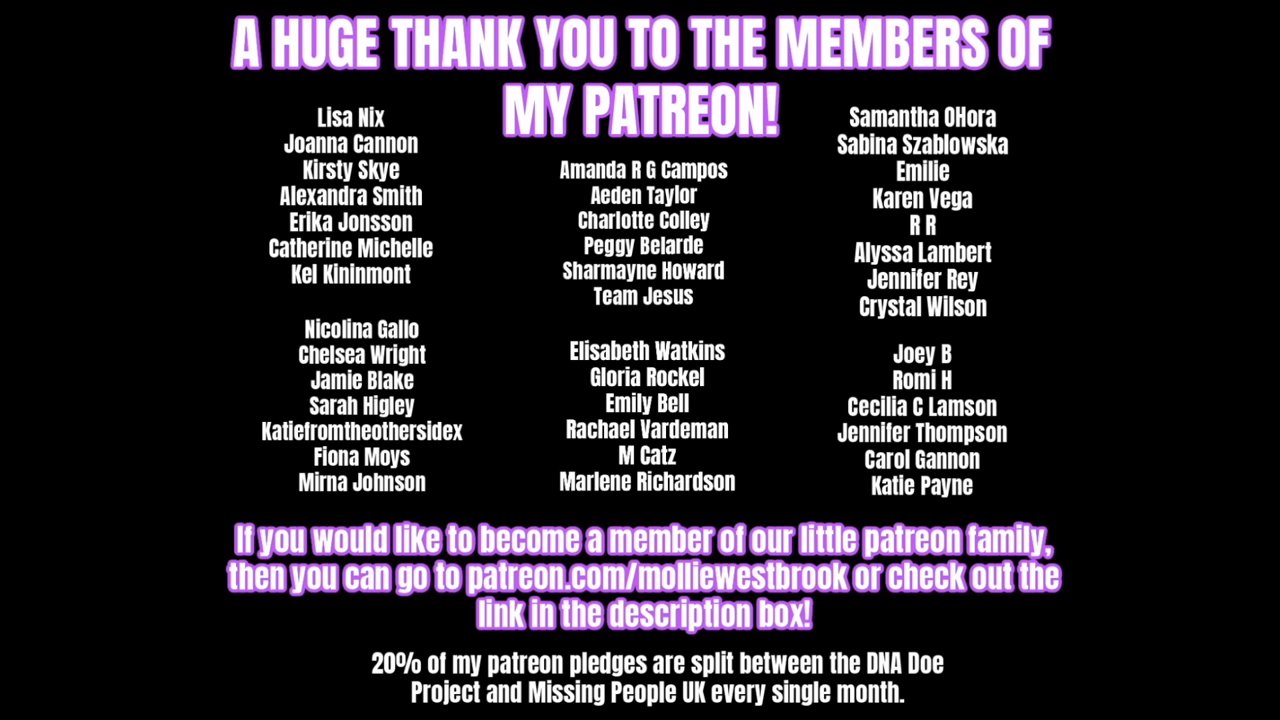 A HUGE THANK YOU TO THE MEMBERS OF
MY PATREON!
Lisa Nix
Joanna Cannon
Kirsty Skye
Alexandra Smith
Erika Jonsson
Catherine Michelle
Kel Kininmont
Nicolina Gallo
Chelsea Wright
Jamie Blake
Sarah Higley
Katiefromtheothersidex
Fiona Moys
Mirna Johnson
Amanda R G Campos
Aeden Taylor
Charlotte Colley
Peggy Belarde
Sharmayne Howard
Team Jesus
Elisabeth Watkins
Gloria Rockel
Emily Bell
Rachael Vardeman
M Catz
Marlene Richardson
Samantha OHora
Sabina Szablowska
Emilie
Karen Vega
R R
Alyssa Lambert
Jennifer Rey
Crystal Wilson
Joey B
Romi H
Cecilia C Lamson
Jennifer Thompson
Carol Gannon
Katie Payne
If you would like to become a member of our little patreon family,
then you can go to patreon.com/molliewestbrook or check out the
link in the description box!
20% of my patreon pledges are split between the DNA Doe
Project and Missing People UK every single month.